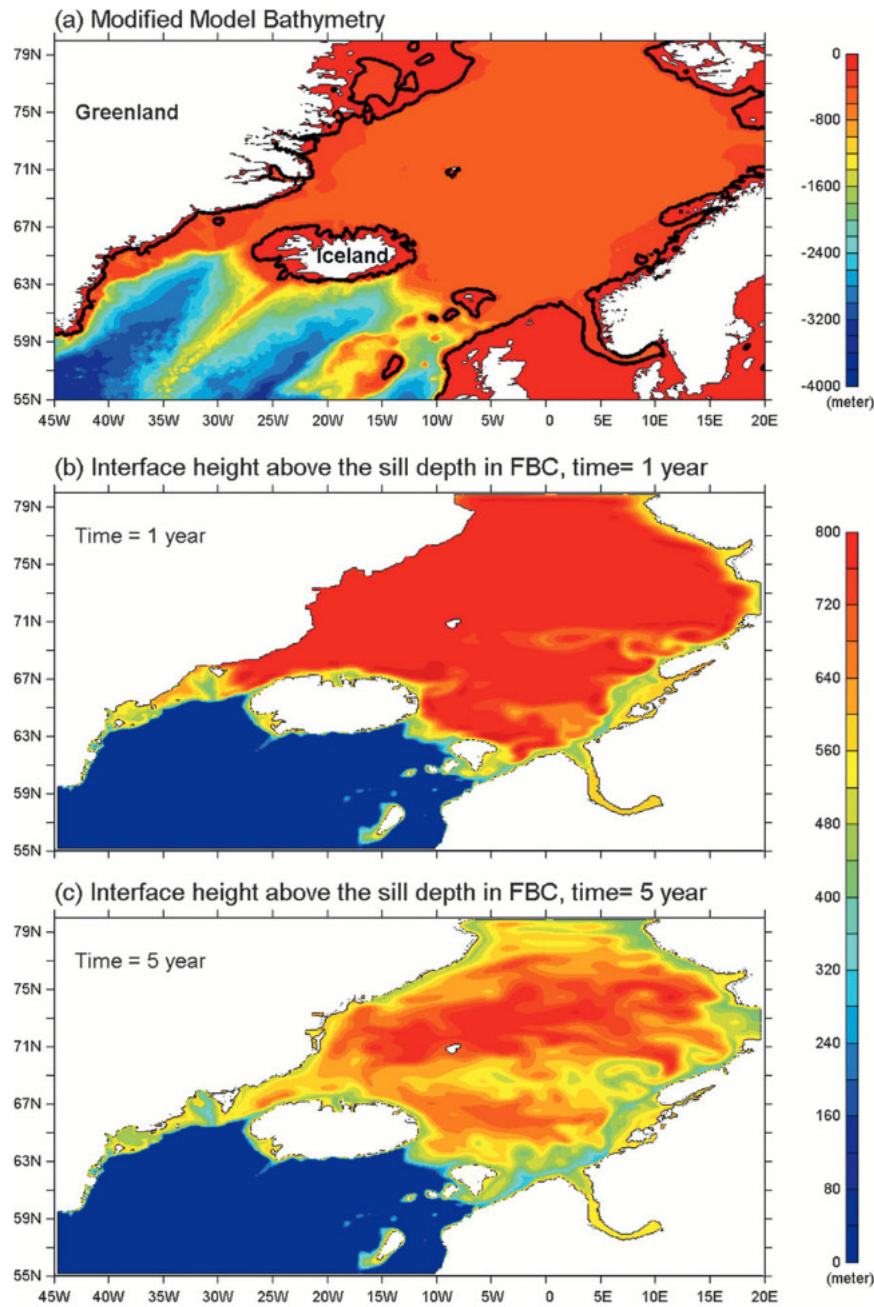 (a) Modified Model Bathymetry
79N
75N
71N
67N
63N
59N
55N
Greenland
Iceland
45W 40W 35W 30W 25W 20W 15W 10W 5W 0 5E 10E 15E 20E
0
-800
-1600
-2400
-3200
-4000
(meter)
(b) Interface height above the sill depth in FBC, time= 1 year
79N
75N
71N
67N
63N
59N
55N
Time = 1 year
(c) Interface height above the sill depth in FBC, time= 5 year
79N
75N
71N
67N
63N
59N
55N
Time = 5 year
45W 40W 35W 30W 25W 20W 15W 10W 5W 0 5E 10E 15E 20E
800
720
640
560
480
400
320
240
160
80
0
(meter)